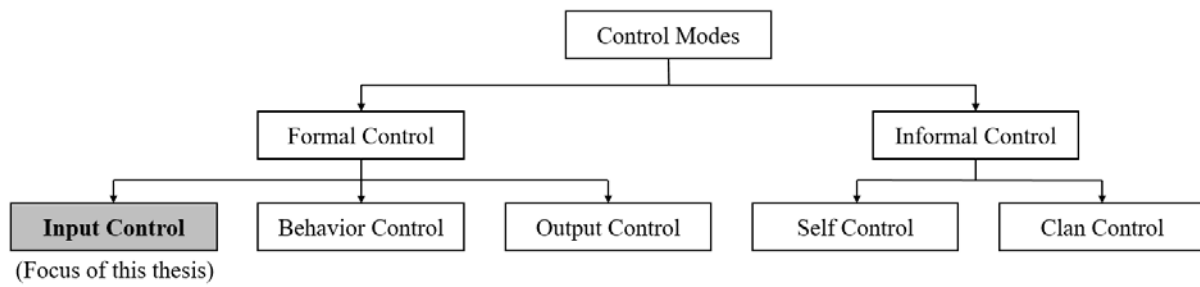 Control Modes
Formal Control
Informal Control
Input Control
Behavior Control
Output Control
Self Control
Clan Control
(Focus of this thesis)